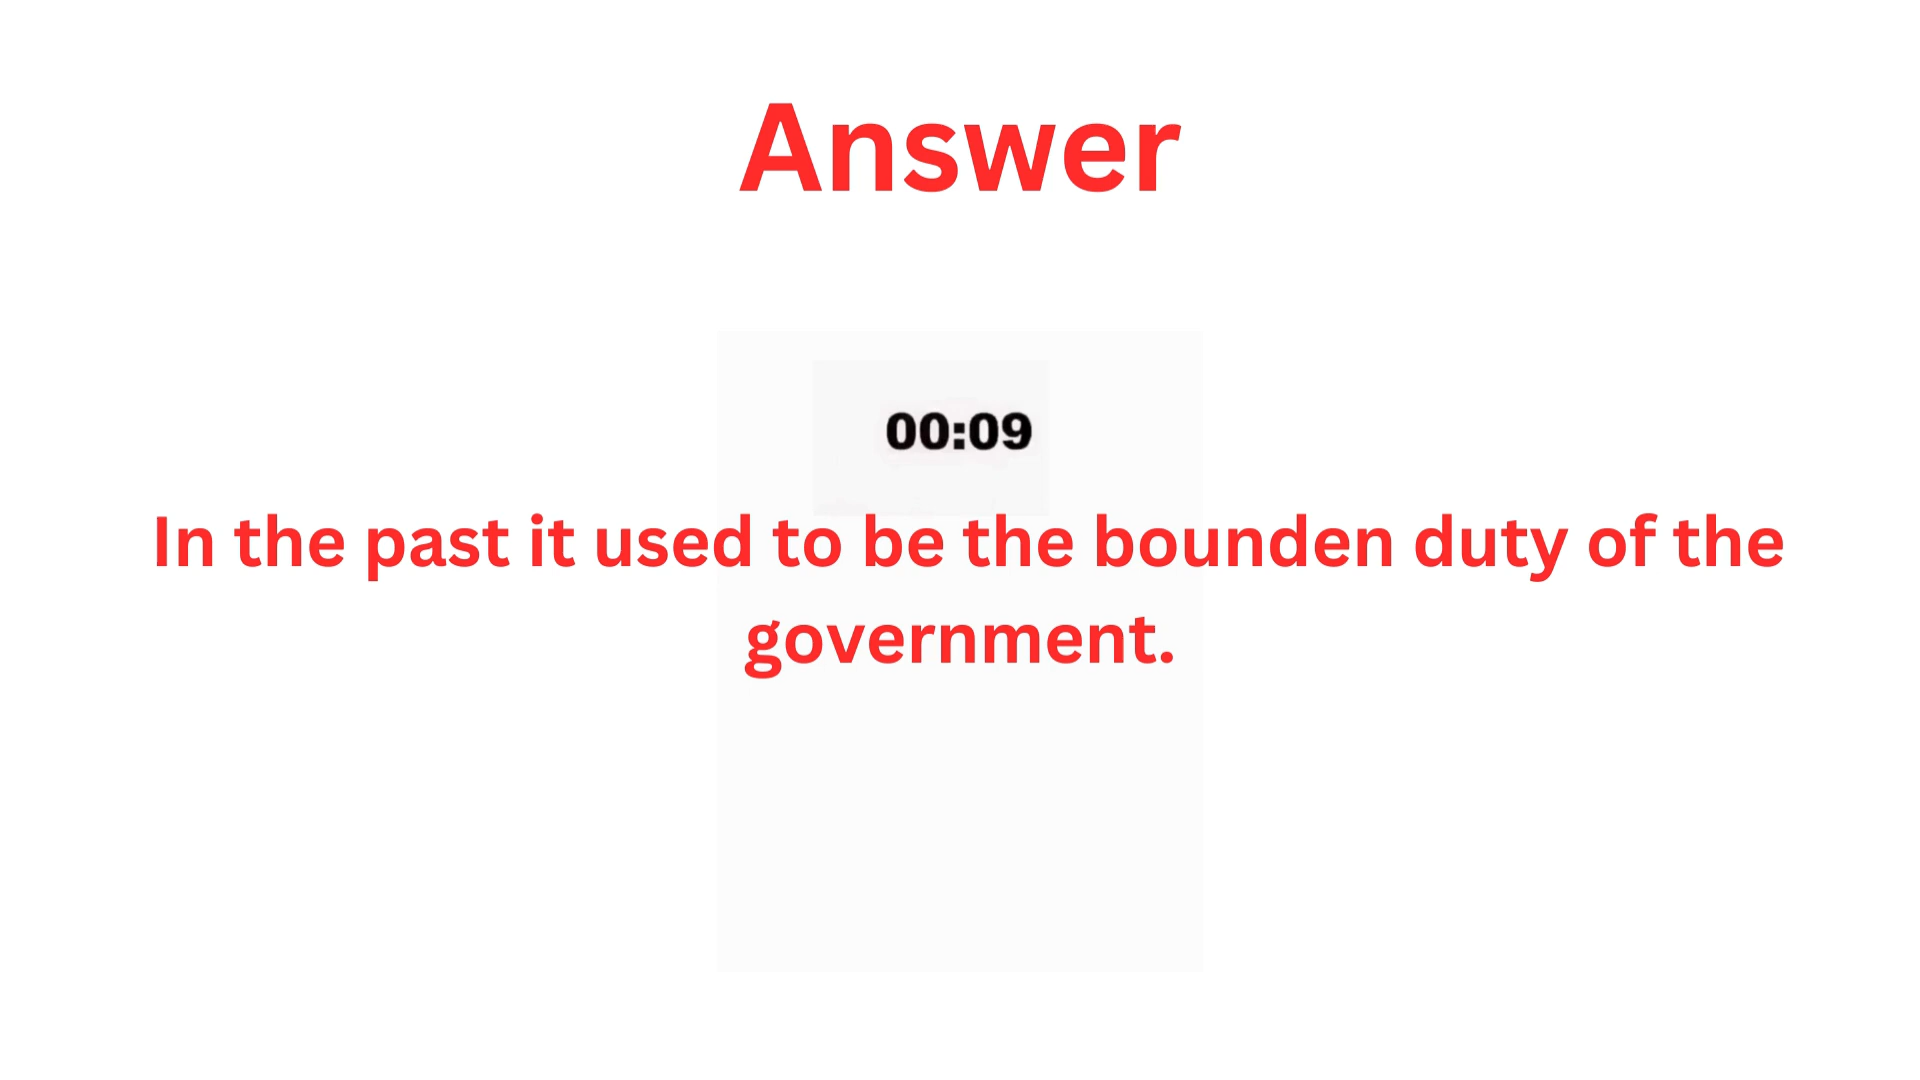 Answer
00:09
In the past it used to be the bounden duty of the
government.